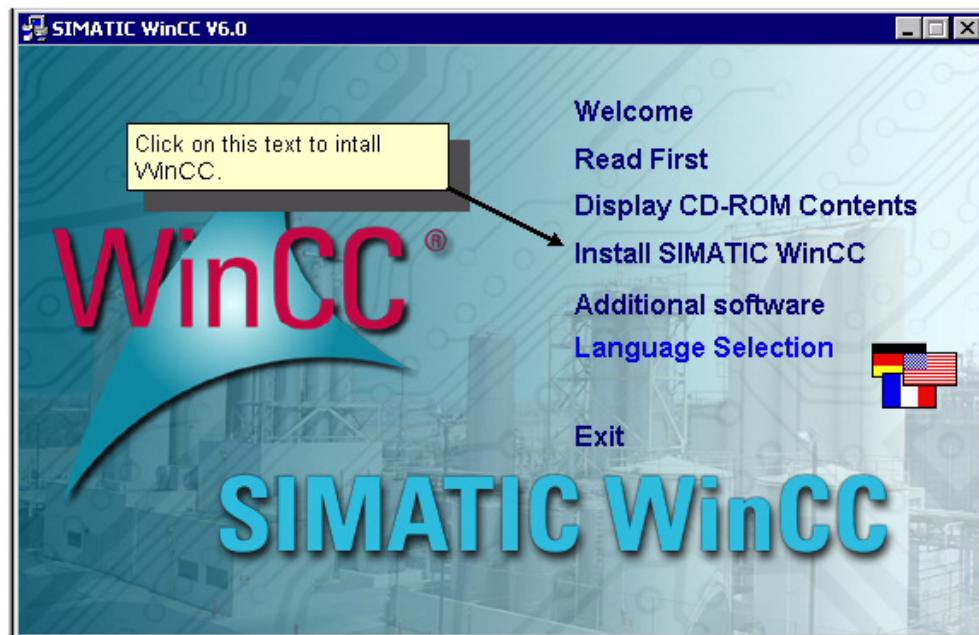 SIMATIC WinCC V6.0
Welcome
Click on this text to intall
WinCC.
Read First
Display CD-ROM Contents
WinCC ®
Install SIMATIC WinCC
Additional software
Language Selection
Exit
SIMATIC WinCC